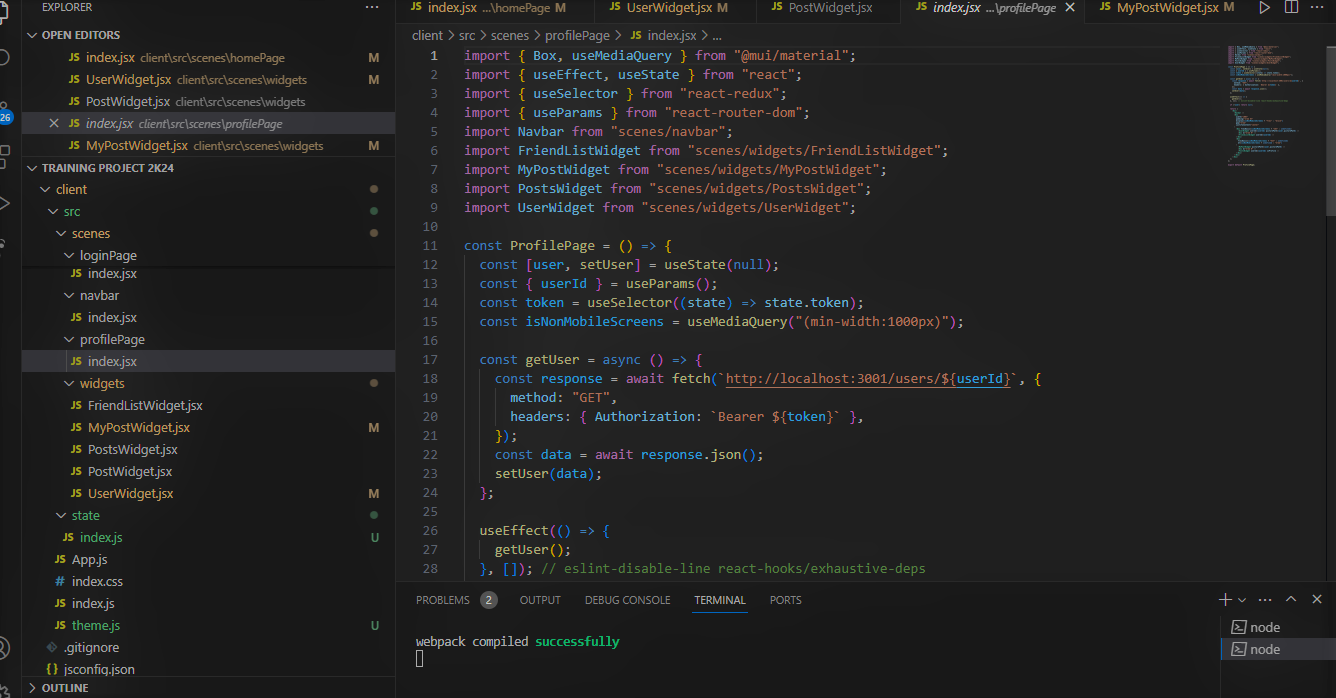 EXPLORER
···
OPEN EDITORS
JS index.jsx client\src\scenes\homePage M
JS UserWidget.jsx client\src\scenes\widgets M
JS PostWidget.jsx client\src\scenes\widgets
JS index.jsx client\src\scenes\profilePage
JS MyPostWidget.jsx client\src\scenes\widgets M
26
TRAINING PROJECT 2K24
client
src
scenes
loginPage
JS index.jsx
navbar
JS index.jsx
profilePage
JS index.jsx
widgets
JS FriendListWidget.jsx
JS MyPostWidget.jsx M
JS PostsWidget.jsx
JS PostWidget.jsx
JS UserWidget.jsx M
state
JS index.js U
JS App.js
# index.css
JS index.js
JS theme.js U
.gitignore
{} jsconfig.json
OUTLINE
JS index.jsx ...\homePage M JS UserWidget.jsx M JS PostWidget.jsx JS index.jsx ...\profilePage JS MyPostWidget.jsx M ···
client > src > scenes > profilePage > JS index.jsx > ...
1 import { Box, useMediaQuery } from "@mui/material";
2 import { useEffect, useState } from "react";
3 import { useSelector } from "react-redux";
4 import { useParams } from "react-router-dom";
5 import Navbar from "scenes/navbar";
6 import FriendListWidget from "scenes/widgets/FriendListWidget";
7 import MyPostWidget from "scenes/widgets/MyPostWidget";
8 import PostsWidget from "scenes/widgets/PostsWidget";
9 import UserWidget from "scenes/widgets/UserWidget";
10
11 const ProfilePage = () => {
12 const [user, setUser] = useState(null);
13 const { userId } = useParams();
14 const token = useSelector((state) => state.token);
15 const isNonMobileScreens = useMediaQuery("(min-width:1000px)");
16
17 const getUser = async () => {
18 const response = await fetch(`http://localhost:3001/users/${userId}`, {
19 method: "GET",
20 headers: { Authorization: `Bearer ${token}` },
21 });
22 const data = await response.json();
23 setUser(data);
24 };
25
26 useEffect(() => {
27 getUser();
28 }, []); // eslint-disable-line react-hooks/exhaustive-deps
PROBLEMS 2 OUTPUT DEBUG CONSOLE TERMINAL PORTS ···
webpack compiled successfully
node
node